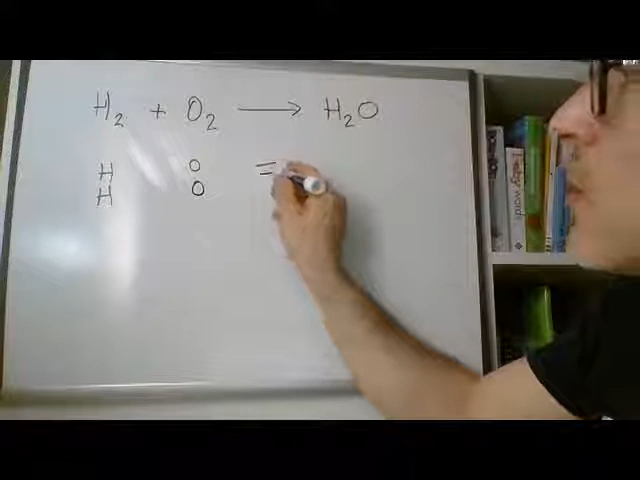 H₂ + O₂ ⟶ H₂O
H O =
H O